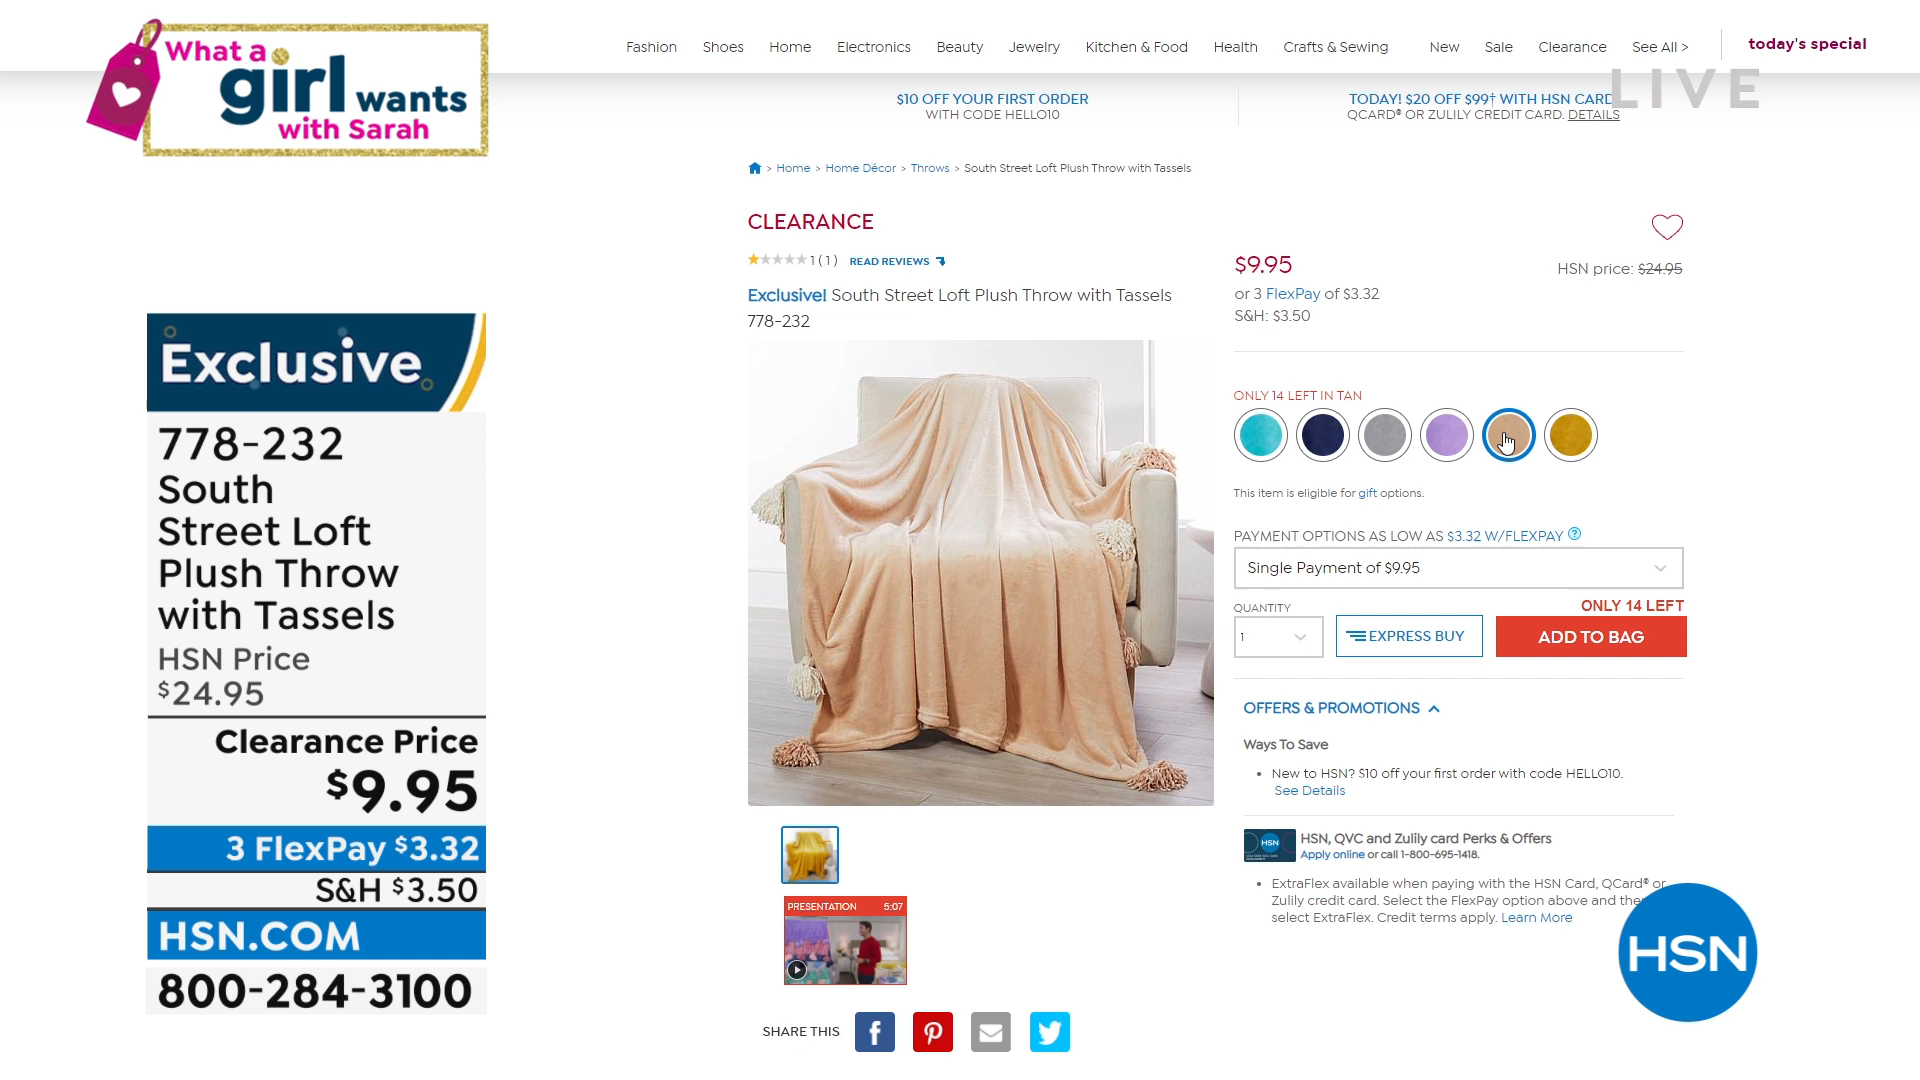 What a
girl wants
with Sarah
Fashion Shoes Home Electronics Beauty Jewelry Kitchen & Food Health Crafts & Sewing New Sale Clearance See All > today's special
LIVE
$10 OFF YOUR FIRST ORDER
WITH CODE HELLO10
TODAY! $20 OFF $99† WITH HSN CARD
QCARD® OR ZULILY CREDIT CARD. DETAILS
> Home > Home Décor > Throws > South Street Loft Plush Throw with Tassels
CLEARANCE
1 ( 1 ) READ REVIEWS
Exclusive! South Street Loft Plush Throw with Tassels
778-232
$9.95
HSN price: $24.95
or 3 FlexPay of $3.32
S&H: $3.50
ONLY 14 LEFT IN TAN
This item is eligible for gift options.
PAYMENT OPTIONS AS LOW AS $3.32 W/FLEXPAY ?
Single Payment of $9.95
QUANTITY
ONLY 14 LEFT
1
EXPRESS BUY
ADD TO BAG
OFFERS & PROMOTIONS
Ways To Save
• New to HSN? $10 off your first order with code HELLO10.
See Details
HSN
HSN, QVC and Zulily card Perks & Offers
Apply online or call 1-800-695-1418.
• ExtraFlex available when paying with the HSN Card, QCard® or
Zulily credit card. Select the FlexPay option above and then
select ExtraFlex. Credit terms apply. Learn More
HSN
Exclusive
778-232
South
Street Loft
Plush Throw
with Tassels
HSN Price
$24.95
Clearance Price
$9.95
3 FlexPay $3.32
S&H $3.50
HSN.COM
800-284-3100
PRESENTATION 5:07
SHARE THIS